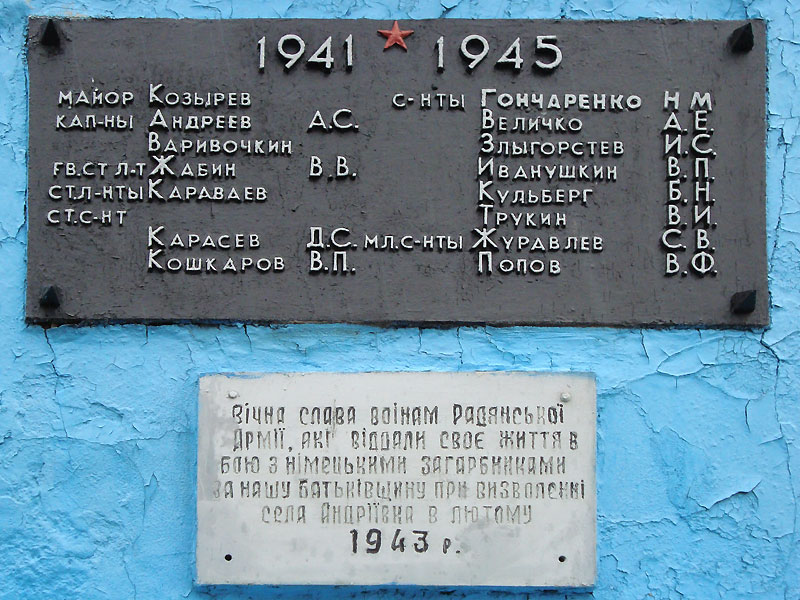 1941 ★ 1945
МАЙОР КОЗЫРЕВ
КАП-НЫ АНДРЕЕВ А.С.
ВАРИВОЧКИН
ГВ.СТ Л-Т ЖАБИН В.В.
СТ.Л-НТЫ КАРАВАЕВ
СТ.С-НТ
КАРАСЕВ Д.С.
КОШКАРОВ В.П.
С-НТЫ ГОНЧАРЕНКО Н М
ВЕЛИЧКО А.Е.
ЗЛЫГОРСТЕВ И.С.
ИВАНУШКИН В.П.
КУЛЬБЕРГ Б.Н.
ТРУКИН В.И.
МЛ.С-НТЫ ЖУРАВЛЕВ С.В.
ПОПОВ В.Ф.
ВІЧНА СЛАВА ВОЇНАМ РАДЯНСЬКОЇ
АРМІЇ, ЯКІ ВІДДАЛИ СВОЄ ЖИТТЯ В
БОЮ З НІМЕЦЬКИМИ ЗАГАРБНИКАМИ
ЗА НАШУ БАТЬКІВЩИНУ ПРИ ВИЗВОЛЕННІ
СЕЛА АНДРІЇВКА В ЛЮТОМУ
1943 р.